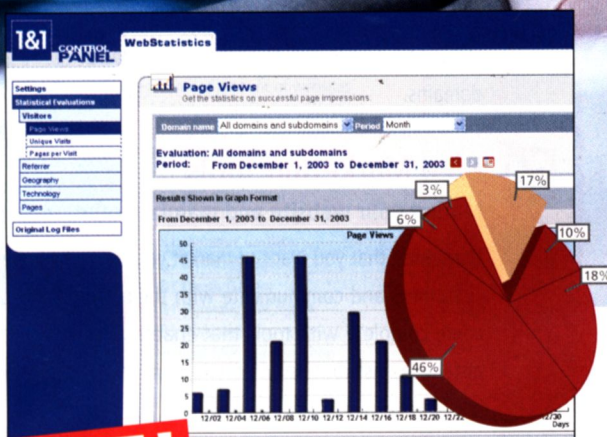 1&1 CONTROL PANEL
WebStatistics
Settings
Statistical Evaluations
Visitors
Page Views
Unique Visits
Pages per Visit
Referrer
Geography
Technology
Pages
Original Log Files
Page Views
Get the statistics on successful page impressions.
Domain name All domains and subdomains Period Month
Evaluation: All domains and subdomains
Period: From December 1, 2003 to December 31, 2003
Results Shown in Graph Format
From December 1, 2003 to December 31, 2003
Page Views
50
45
40
35
30
25
20
15
10
5
0
12/02 12/04 12/06 12/08 12/10 12/12 12/14 12/16 12/18 12/20
Days
3%
17%
6%
10%
18%
46%